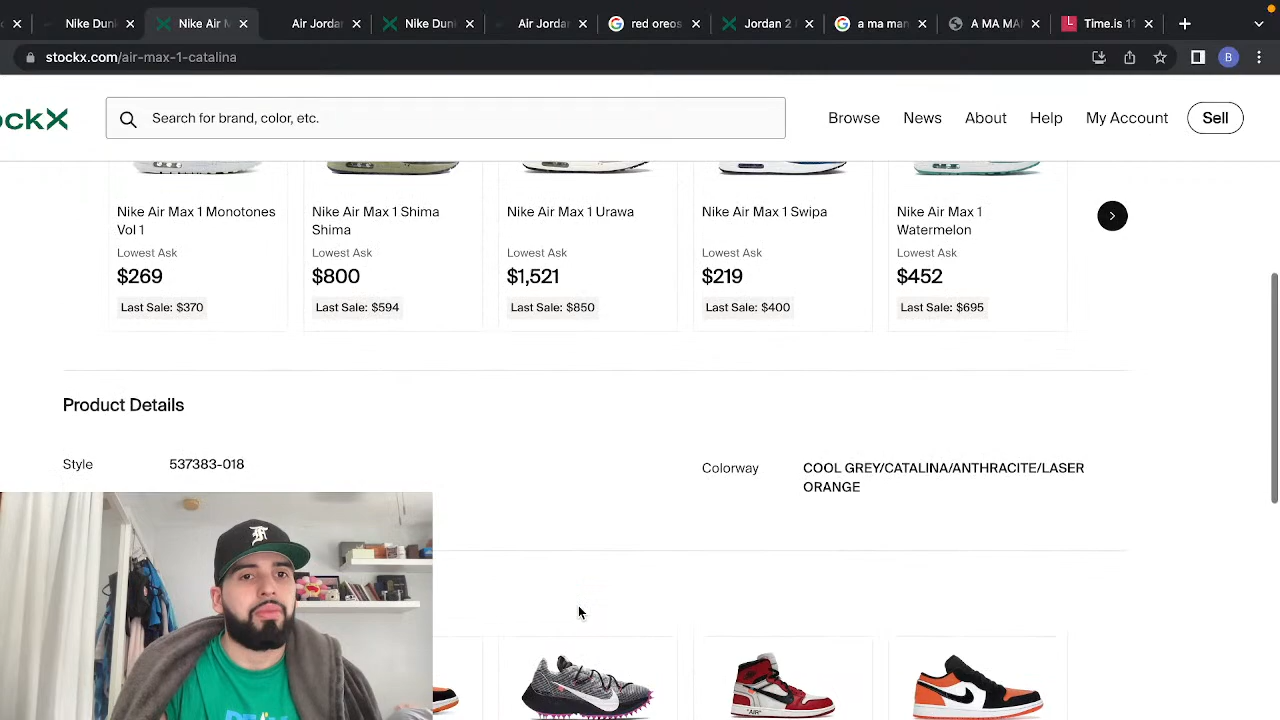 Nike Dunk
Nike Air M
Air Jordan
Nike Dunk
Air Jordan
red oreos
Jordan 2
a ma man
A MA MA
Time.is 11
stockx.com/air-max-1-catalina
B
ockX
Search for brand, color, etc.
Browse
News
About
Help
My Account
Sell
Nike Air Max 1 Monotones
Vol 1
Lowest Ask
$269
Last Sale: $370
Nike Air Max 1 Shima
Shima
Lowest Ask
$800
Last Sale: $594
Nike Air Max 1 Urawa
Lowest Ask
$1,521
Last Sale: $850
Nike Air Max 1 Swipa
Lowest Ask
$219
Last Sale: $400
Nike Air Max 1
Watermelon
Lowest Ask
$452
Last Sale: $695
Product Details
Style
537383-018
Colorway
COOL GREY/CATALINA/ANTHRACITE/LASER
ORANGE
"AIR"